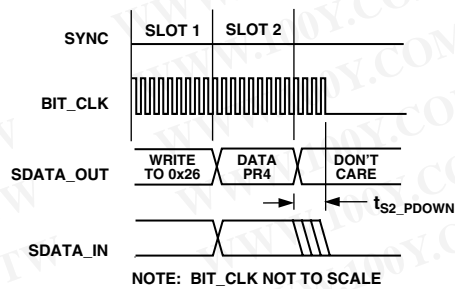 SYNC
SLOT 1 SLOT 2
BIT_CLK
SDATA_OUT
WRITE TO 0x26
DATA PR4
DON'T CARE
tS2_PDOWN
SDATA_IN
NOTE: BIT_CLK NOT TO SCALE